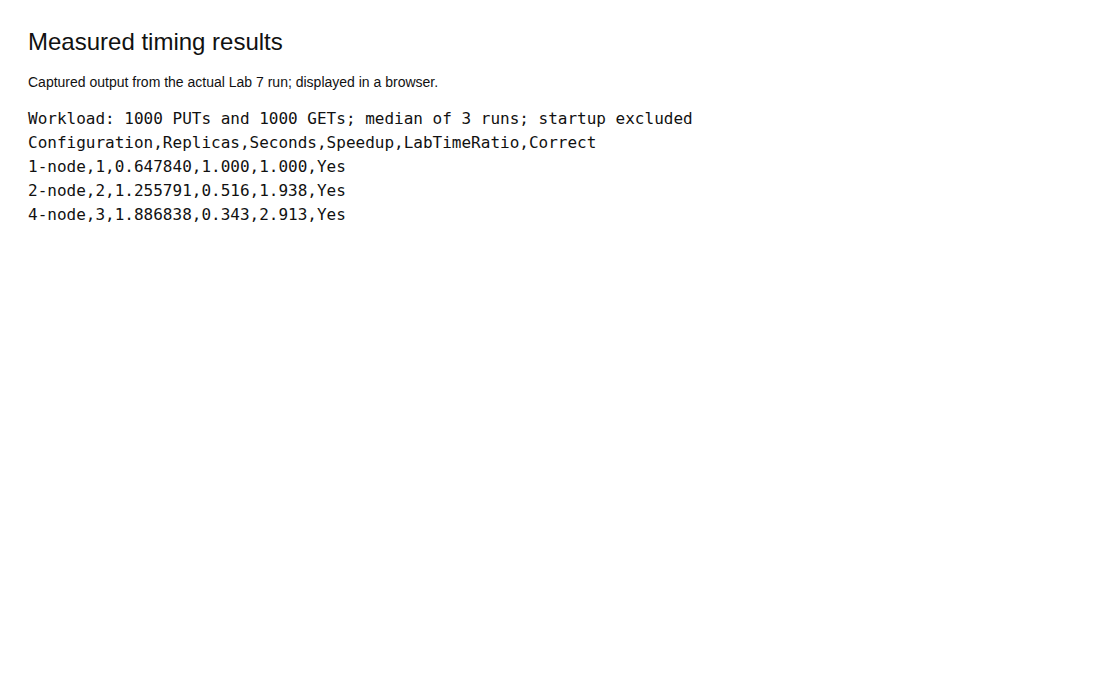 Measured timing results
Captured output from the actual Lab 7 run; displayed in a browser.
Workload: 1000 PUTs and 1000 GETs; median of 3 runs; startup excluded
Configuration,Replicas,Seconds,Speedup,LabTimeRatio,Correct
1-node,1,0.647840,1.000,1.000,Yes
2-node,2,1.255791,0.516,1.938,Yes
4-node,3,1.886838,0.343,2.913,Yes